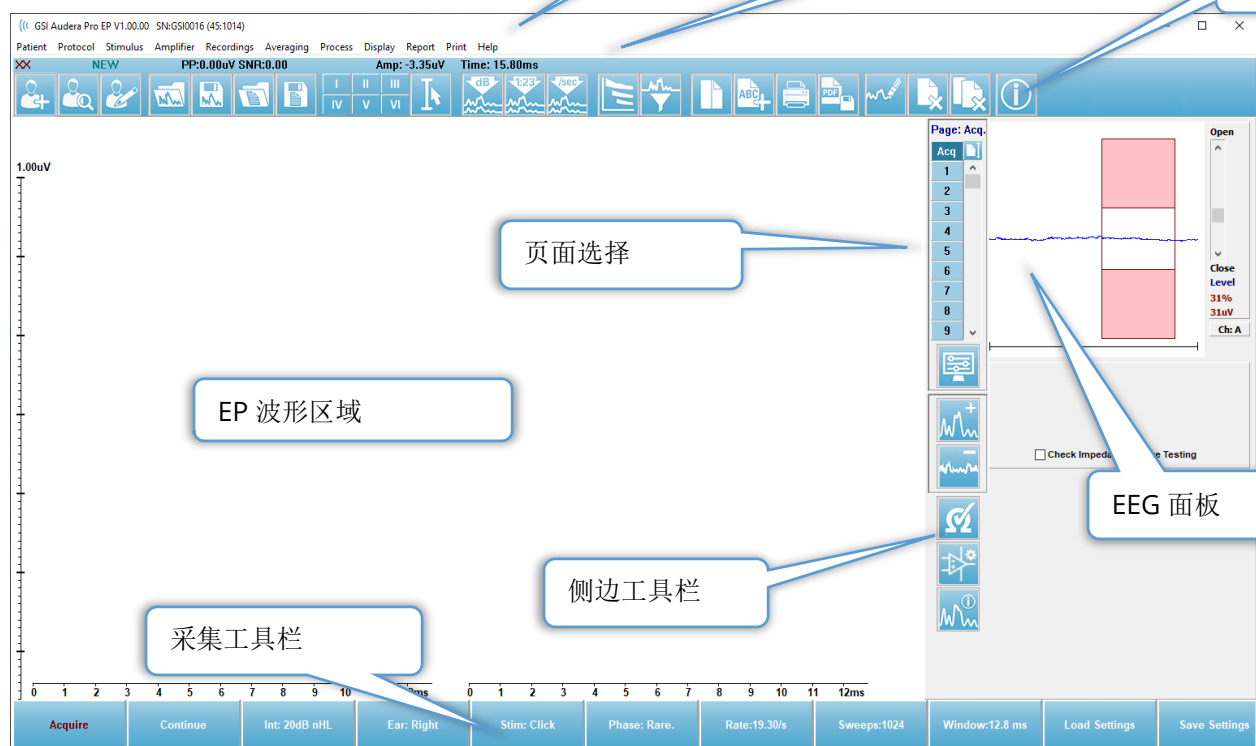 GSI Audera Pro EP V1.00.00 SN:GSI0016 (45:1014)
Patient Protocol Stimulus Amplifier Recordings Averaging Process Display Report Print Help
XX NEW PP:0.00uV SNR:0.00 Amp: -3.35uV Time: 15.80ms
I II III
IV V VI
dB 1:23 /sec
ABC
PDF
Page: Acq.
Acq
1
2
3
4
5
6
7
8
9
Open
Close
Level
31%
31uV
Ch: A
1.00uV
页面选择
EP 波形区域
Check Testing
EEG 面板
侧边工具栏
采集工具栏
0 1 2 3 4 5 6 7 8 9 10
0 1 2 3 4 5 6 7 8 9 10 11 12ms
Acquire Continue Int: 20dB nHL Ear: Right Stim: Click Phase: Rare. Rate:19.30/s Sweeps:1024 Window:12.8 ms Load Settings Save Settings